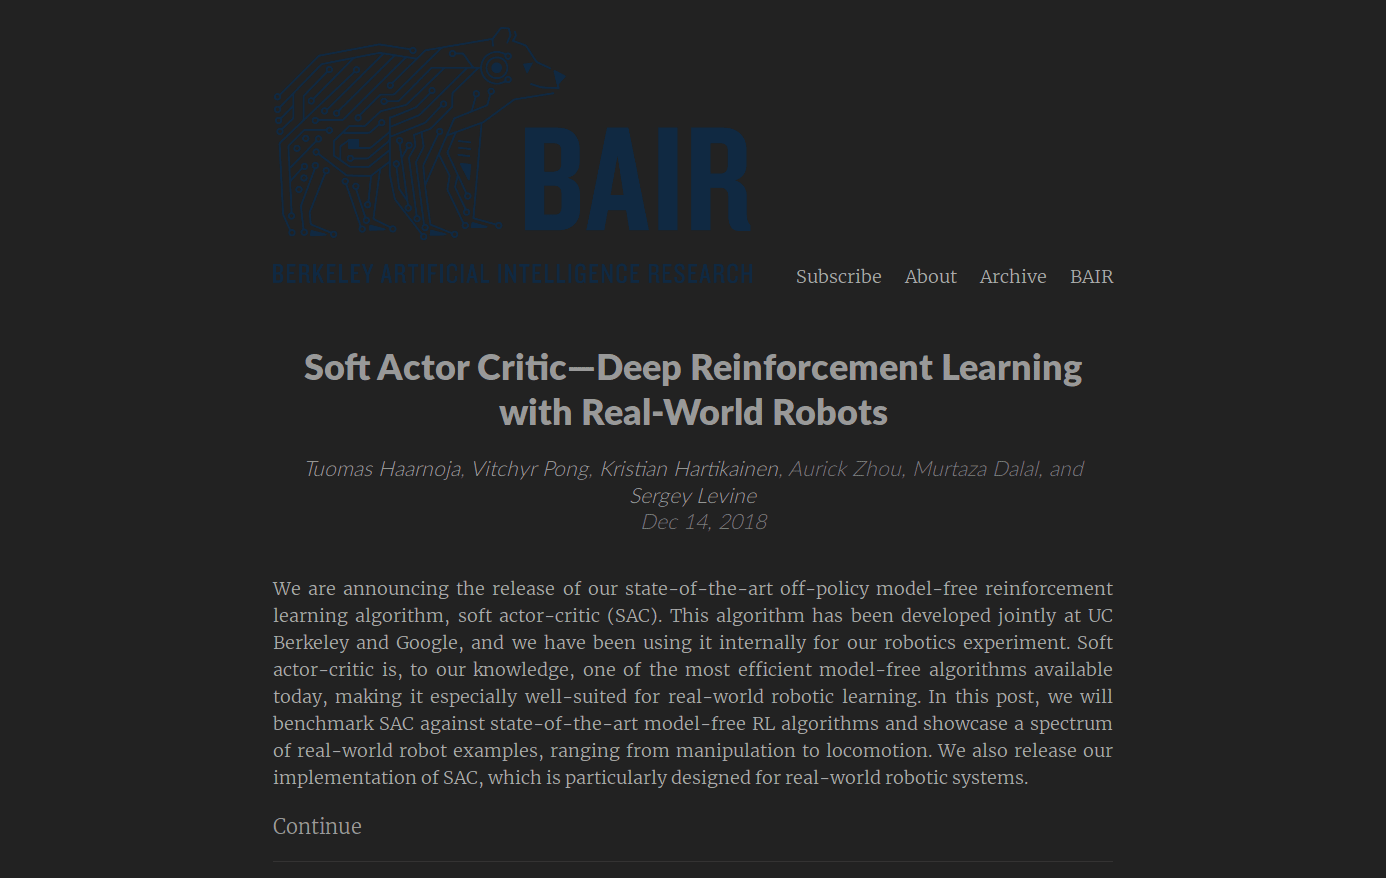 BAIR
BERKELEY ARTIFICIAL INTELLIGENCE RESEARCH
Subscribe About Archive BAIR
Soft Actor Critic—Deep Reinforcement Learning
with Real-World Robots
Tuomas Haarnoja, Vitchyr Pong, Kristian Hartikainen, Aurick Zhou, Murtaza Dalal, and
Sergey Levine
Dec 14, 2018
We are announcing the release of our state-of-the-art off-policy model-free reinforcement
learning algorithm, soft actor-critic (SAC). This algorithm has been developed jointly at UC
Berkeley and Google, and we have been using it internally for our robotics experiment. Soft
actor-critic is, to our knowledge, one of the most efficient model-free algorithms available
today, making it especially well-suited for real-world robotic learning. In this post, we will
benchmark SAC against state-of-the-art model-free RL algorithms and showcase a spectrum
of real-world robot examples, ranging from manipulation to locomotion. We also release our
implementation of SAC, which is particularly designed for real-world robotic systems.
Continue